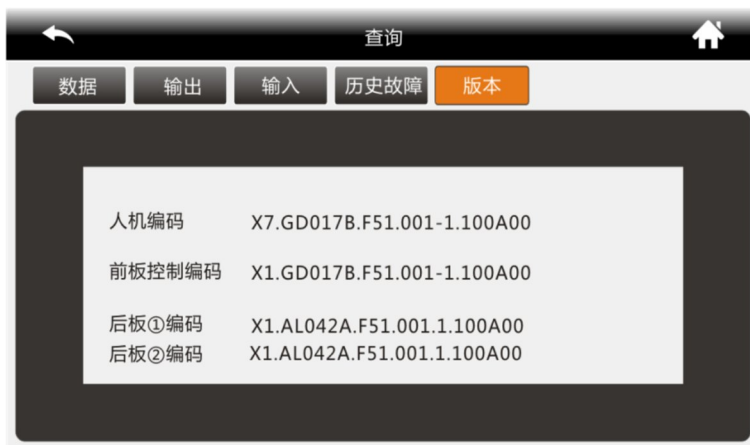 查询
数据 输出 输入 历史故障 版本
人机编码 X7.GD017B.F51.001-1.100A00
前板控制编码 X1.GD017B.F51.001-1.100A00
后板①编码 X1.AL042A.F51.001.1.100A00
后板②编码 X1.AL042A.F51.001.1.100A00